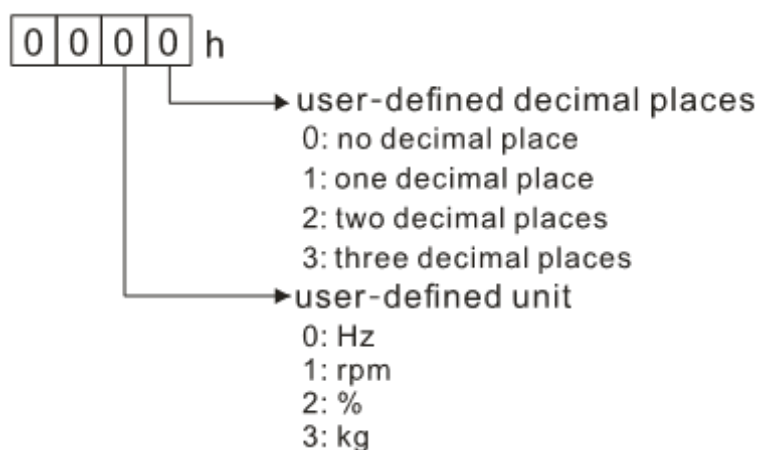 0 0 0 0 h
user-defined decimal places
0: no decimal place
1: one decimal place
2: two decimal places
3: three decimal places
user-defined unit
0: Hz
1: rpm
2: %
3: kg